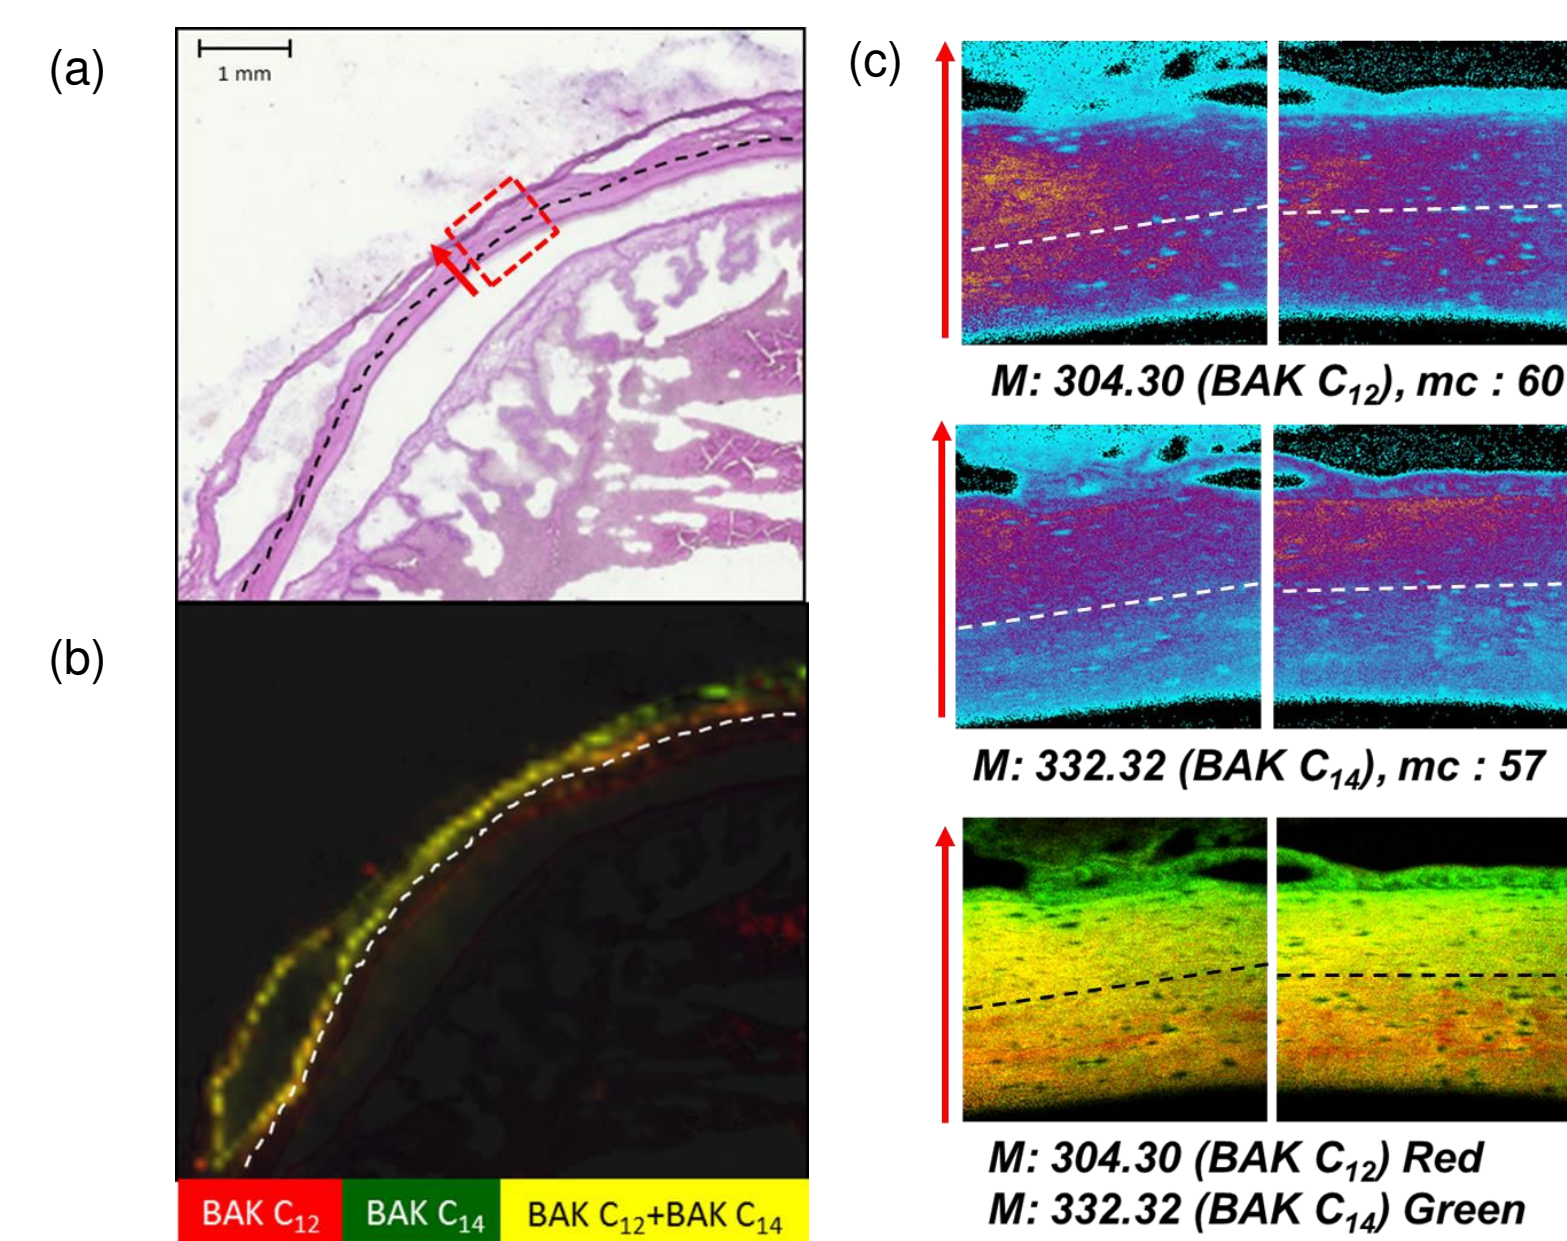 (a)
1 mm
(b)
BAK C12 BAK C14 BAK C12+BAK C14
(c)
M: 304.30 (BAK C12), mc : 60
M: 332.32 (BAK C14), mc : 57
M: 304.30 (BAK C12) Red
M: 332.32 (BAK C14) Green